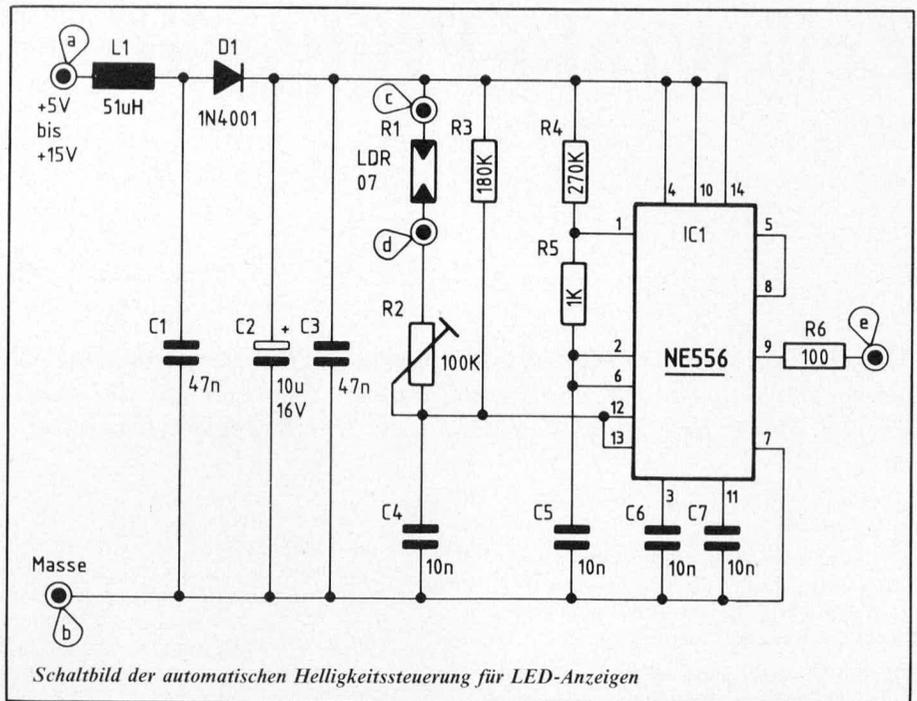 a
L1
51uH
D1
1N4001
+5V
bis
+15V
c
R1
LDR
07
d
R2
100K
R3
180K
R4
270K
R5
1K
4 10 14
IC1
NE556
1
2
6
12
13
5
8
9
7
3
11
R6
100
e
C1
47n
C2
+
10u
16V
C3
47n
C4
10n
C5
10n
C6
10n
C7
10n
Masse
b
Schaltbild der automatischen Helligkeitssteuerung für LED-Anzeigen